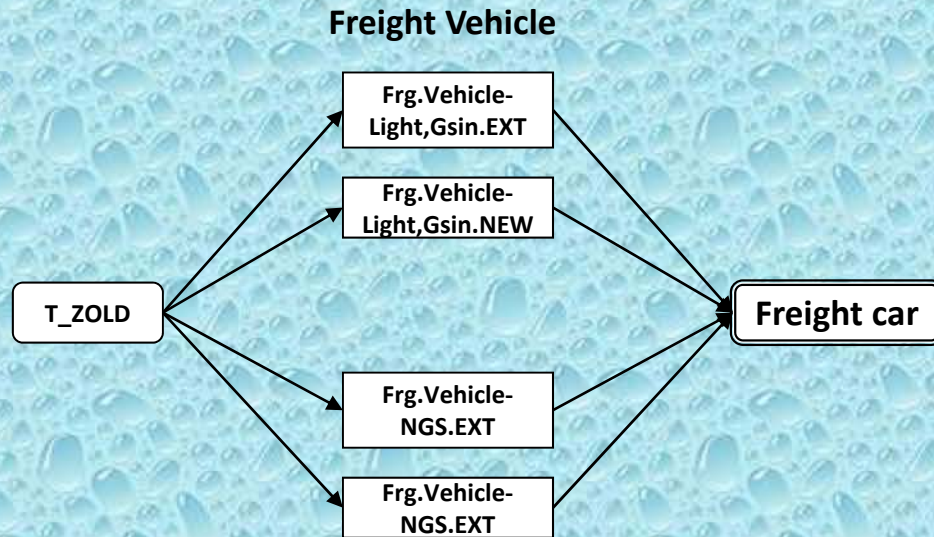 Freight Vehicle
Frg.Vehicle-
Light,Gsin.EXT
Frg.Vehicle-
Light,Gsin.NEW
T_ZOLD
Freight car
Frg.Vehicle-
NGS.EXT
Frg.Vehicle-
NGS.EXT